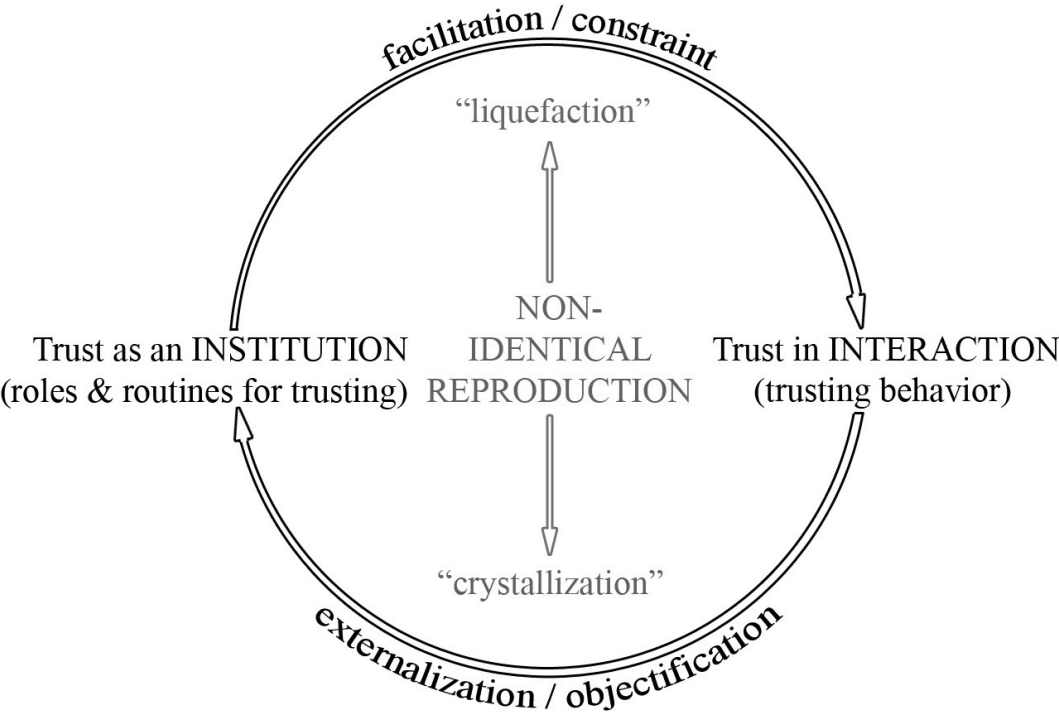 facilitation / constraint
“liquefaction”
NON-
IDENTICAL
REPRODUCTION
Trust as an INSTITUTION
(roles & routines for trusting)
Trust in INTERACTION
(trusting behavior)
“crystallization”
externalization / objectification